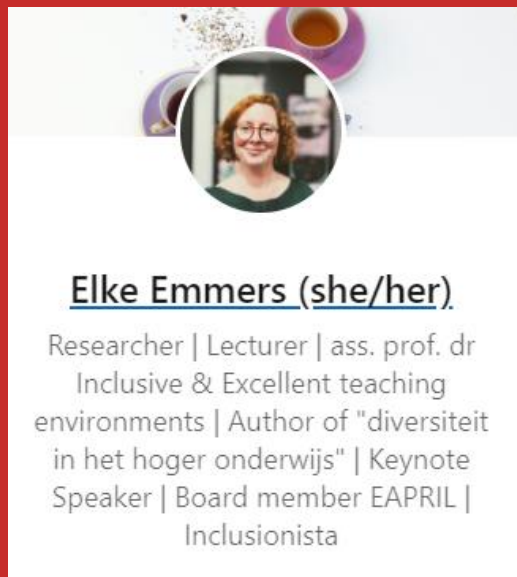 Elke Emmers (she/her)
Researcher | Lecturer | ass. prof. dr
Inclusive & Excellent teaching
environments | Author of "diversiteit
in het hoger onderwijs" | Keynote
Speaker | Board member EAPRIL |
Inclusionista